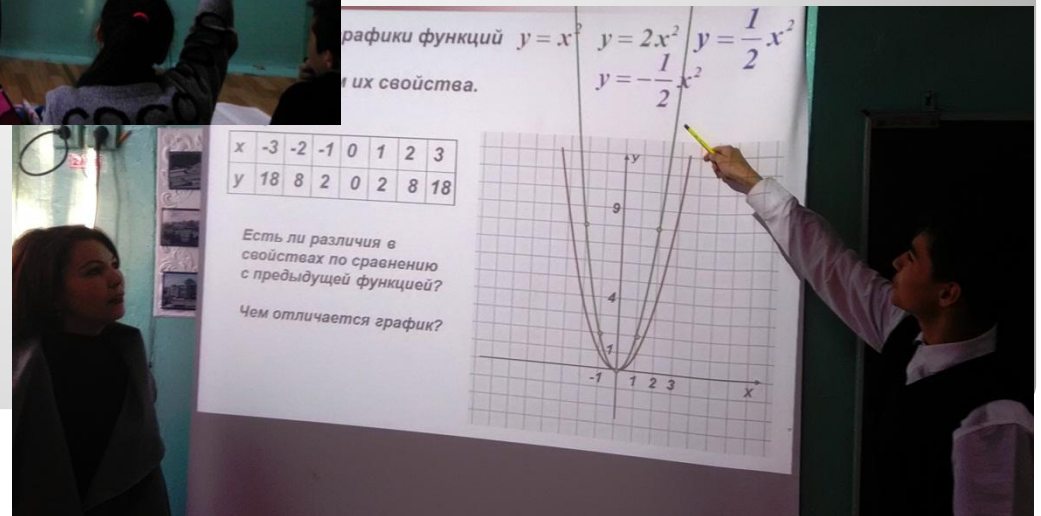 рафики функций y = x² y = 2x² y = 1/2 x²
y = -1/2 x²
их свойства.
x -3 -2 -1 0 1 2 3
y 18 8 2 0 2 8 18
Есть ли различия в
свойствах по сравнению
с предыдущей функцией?
Чем отличается график?
y
9
4
1
-1 1 2 3
x